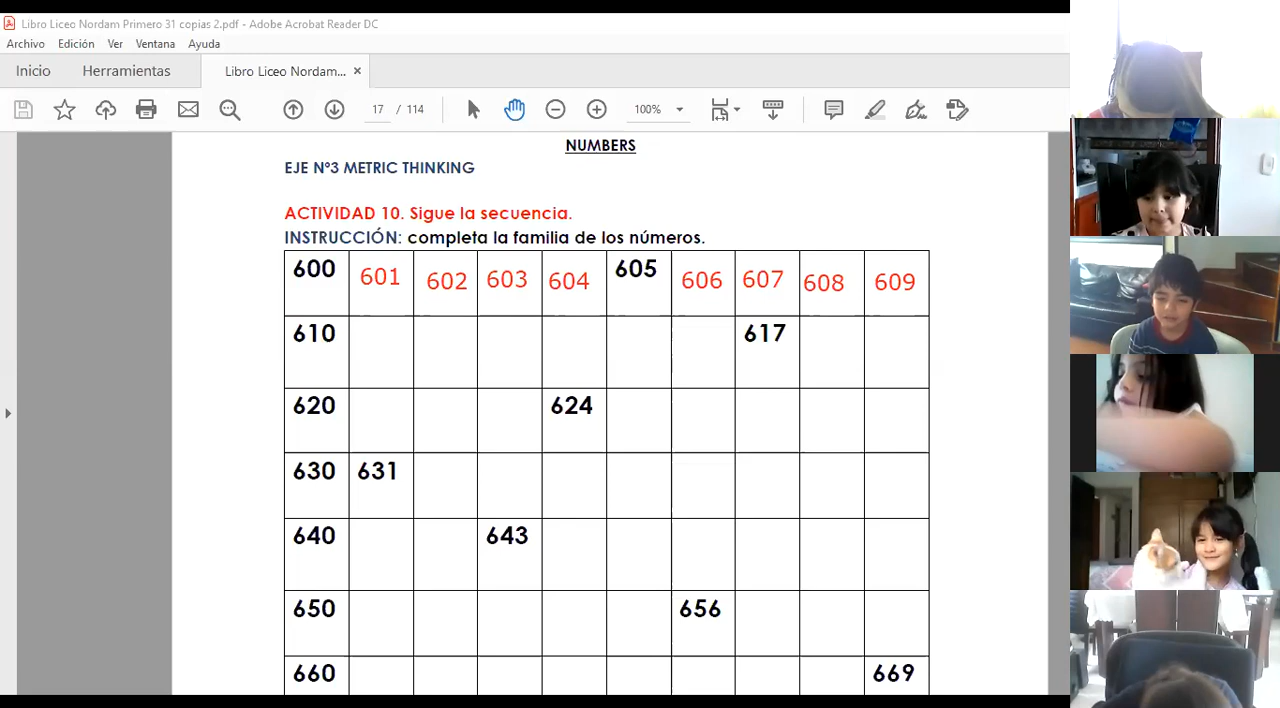 Libro Liceo Nordam Primero 31 copias 2.pdf - Adobe Acrobat Reader DC
Archivo Edición Ver Ventana Ayuda
Inicio Herramientas Libro Liceo Nordam... ×
17 / 114 100%
NUMBERS
EJE N°3 METRIC THINKING
ACTIVIDAD 10. Sigue la secuencia.
INSTRUCCIÓN: completa la familia de los números.
600 601 602 603 604 605 606 607 608 609
610 617
620 624
630 631
640 643
650 656
660 669